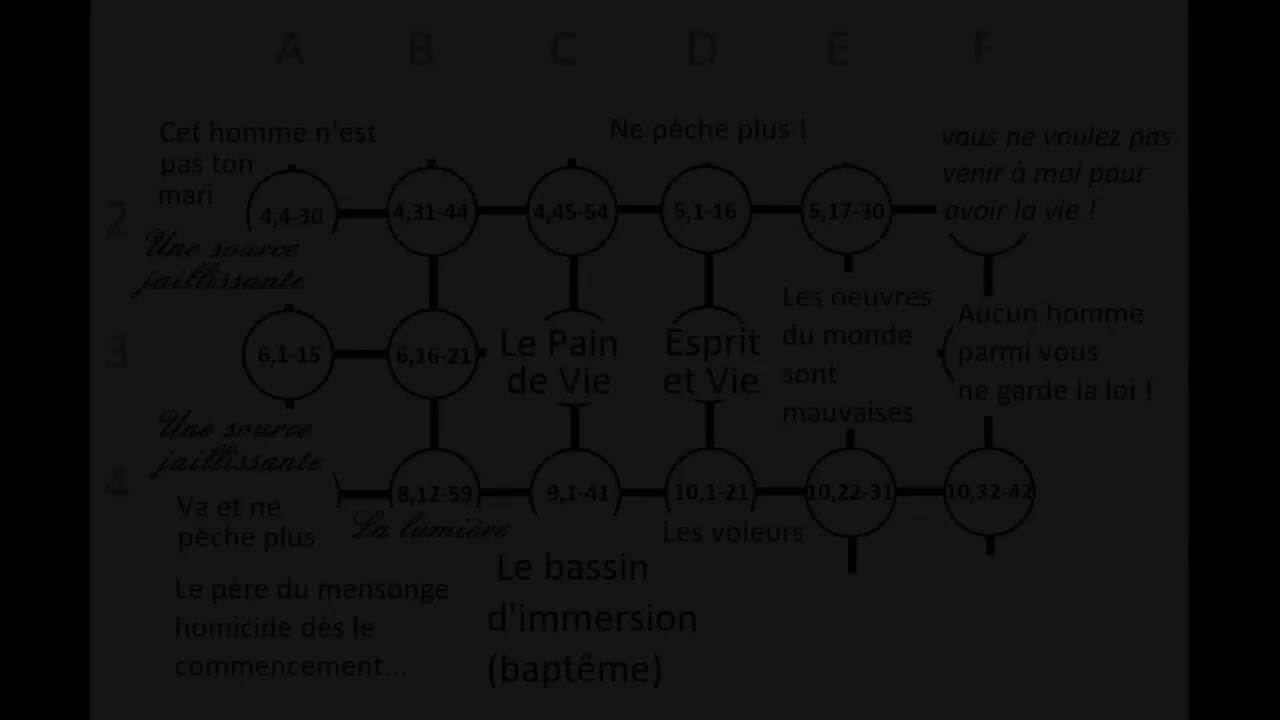 A B C D E F
Cet homme n'est
pas ton
mari
Ne pèche plus !
vous ne voulez pas
venir à moi pour
avoir la vie !
2
4,4-30
4,31-44
4,45-54
5,1-16
5,17-30
Une source
jaillissante
3
6,1-15
6,16-21
Le Pain
de Vie
Esprit
et Vie
Les oeuvres
du monde
sont
mauvaises
Aucun homme
parmi vous
ne garde la loi !
Une source
jaillissante
4
8,12-59
9,1-41
10,1-21
10,22-31
10,32-42
Va et ne
pèche plus
La lumière
Les voleurs
Le père du mensonge
homicide dès le
commencement...
Le bassin
d'immersion
(baptême)